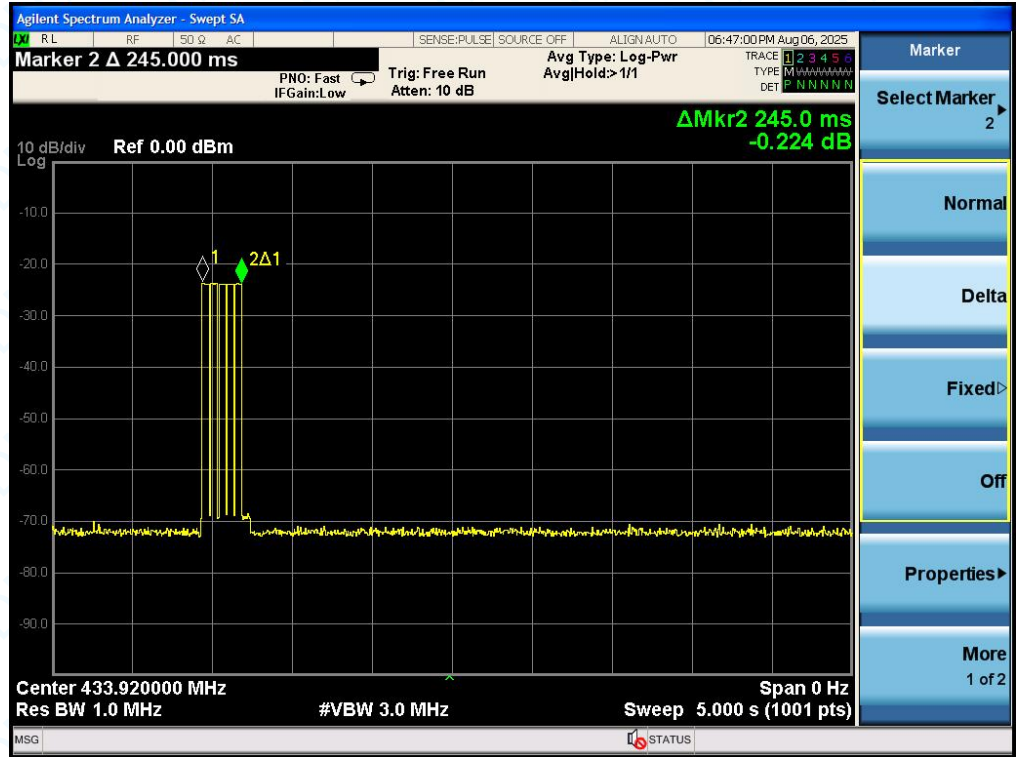 Agilent Spectrum Analyzer - Swept SA
LXI RL RF 50 Ω AC SENSE:PULSE SOURCE OFF ALIGN AUTO 06:47:00 PM Aug 06, 2025
Marker 2 Δ 245.000 ms
PNO: Fast
IFGain:Low
Trig: Free Run
Atten: 10 dB
Avg Type: Log-Pwr
Avg|Hold:>1/1
TRACE 1 2 3 4 5 6
TYPE M
DET P N N N N N
ΔMkr2 245.0 ms
-0.224 dB
10 dB/div Ref 0.00 dBm
Log
-10.0
-20.0
-30.0
-40.0
-50.0
-60.0
-70.0
-80.0
-90.0
1
2Δ1
Center 433.920000 MHz Span 0 Hz
Res BW 1.0 MHz #VBW 3.0 MHz Sweep 5.000 s (1001 pts)
MSG STATUS
Marker
Select Marker
2
Normal
Delta
Fixed
Off
Properties
More
1 of 2